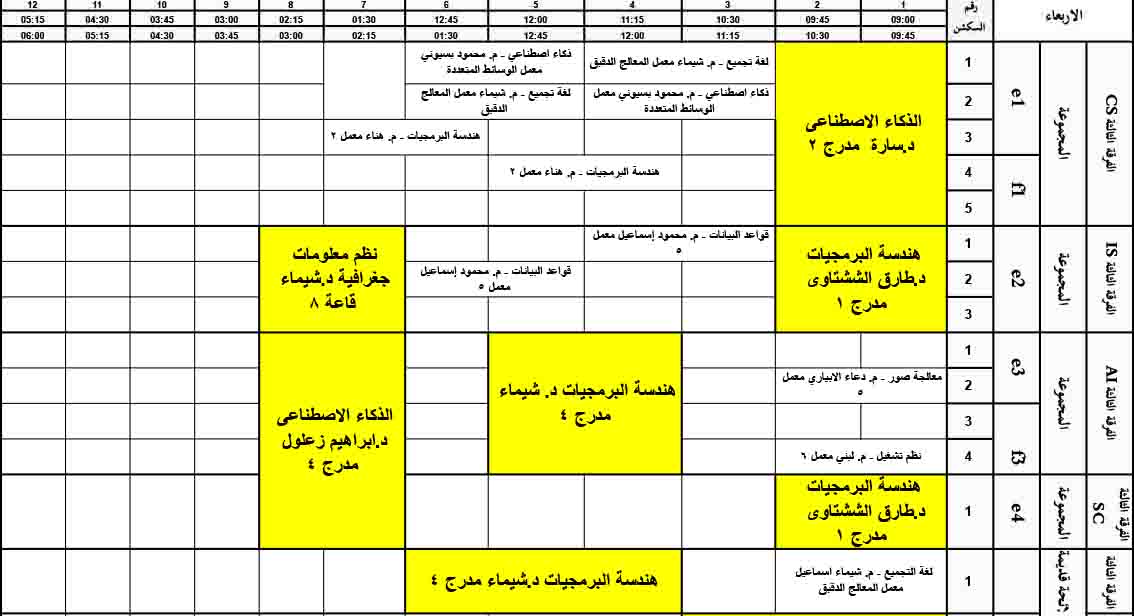 الاربعاء
رقم السكشن
1 2 3 4 5 6 7 8 9 10 11 12
09:00 09:45 10:30 11:15 12:00 12:45 01:30 02:15 03:00 03:45 04:30 05:15
09:45 10:30 11:15 12:00 12:45 01:30 02:15 03:00 03:45 04:30 05:15 06:00
الفرقة الثالثة CS
المجموعة
e1
1
الذكاء الاصطناعى
د.سارة مدرج ٢
لغة تجميع - م. شيماء معمل المعالج الدقيق
ذكاء اصطناعي - م. محمود بسيوني
معمل الوسائط المتعددة
2
ذكاء اصطناعي - م. محمود بسيوني معمل
الوسائط المتعددة
لغة تجميع - م. شيماء معمل المعالج
الدقيق
3
هندسة البرمجيات - م. هناء معمل ٢
f1
4
هندسة البرمجيات - م. هناء معمل ٢
5
الفرقة الثالثة IS
المجموعة
e2
1
هندسة البرمجيات
د.طارق الششتاوى
مدرج ١
قواعد البيانات - م. محمود إسماعيل معمل
٥
نظم معلومات
جغرافية د.شيماء
قاعة ٨
2
قواعد البيانات - م. محمود إسماعيل
معمل ٥
3
الفرقة الثالثة AI
المجموعة
e3
1
هندسة البرمجيات د. شيماء
مدرج ٤
الذكاء الاصطناعى
د.ابراهيم زعلول
مدرج ٤
2
معالجة صور - م. دعاء الابياري معمل
٥
3
f3
4
نظم تشغيل - م. لبني معمل ٦
الفرقة الثالثة
SC
المجموعة
e4
1
هندسة البرمجيات
د.طارق الششتاوى
مدرج ١
الفرقة الثالثة
لائحة قديمة
1
لغة التجميع - م. شيماء اسماعيل
معمل المعالج الدقيق
هندسة البرمجيات د.شيماء مدرج ٤